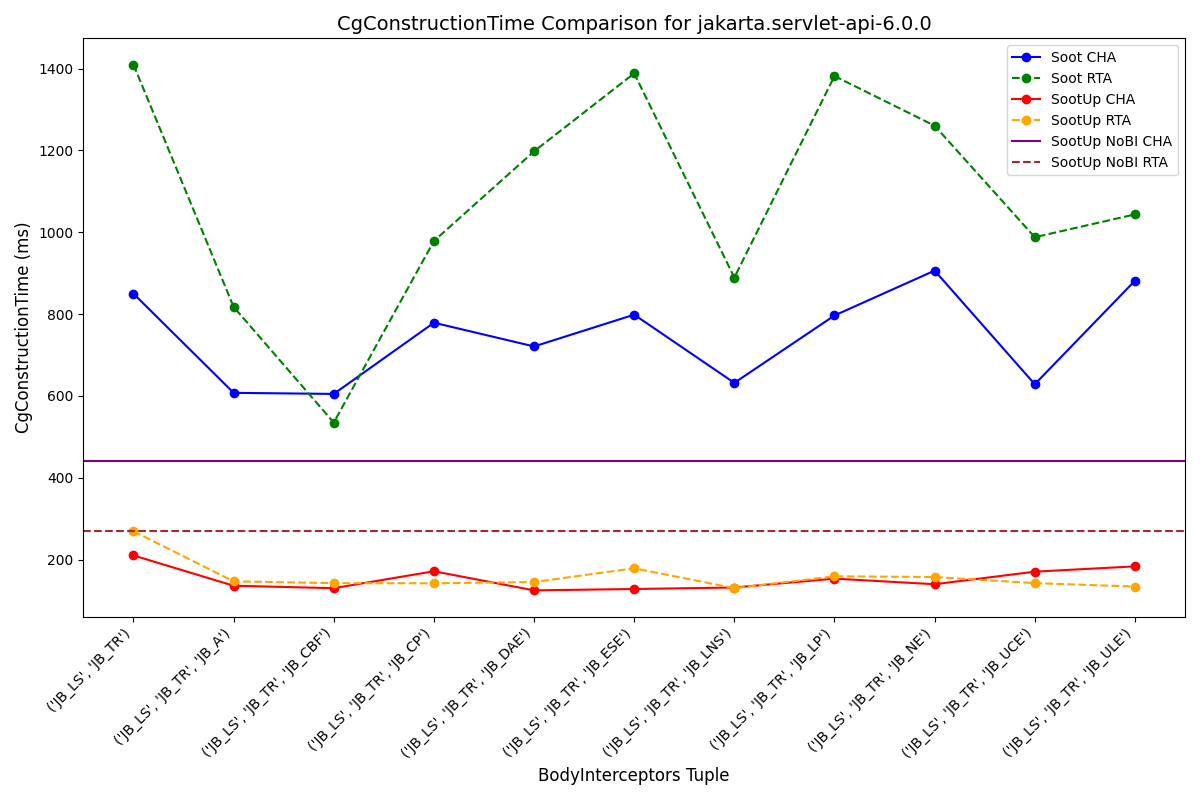 CgConstructionTime Comparison for jakarta.servlet-api-6.0.0
CgConstructionTime (ms)
1400
1200
1000
800
600
400
200
Soot CHA
Soot RTA
SootUp CHA
SootUp RTA
SootUp NoBI CHA
SootUp NoBI RTA
('JB_LS', 'JB_TR')
('JB_LS', 'JB_TR', 'JB_A')
('JB_LS', 'JB_TR', 'JB_CBF')
('JB_LS', 'JB_TR', 'JB_CP')
('JB_LS', 'JB_TR', 'JB_DAE')
('JB_LS', 'JB_TR', 'JB_ESE')
('JB_LS', 'JB_TR', 'JB_LNS')
('JB_LS', 'JB_TR', 'JB_LP')
('JB_LS', 'JB_TR', 'JB_NE')
('JB_LS', 'JB_TR', 'JB_UCE')
('JB_LS', 'JB_TR', 'JB_ULE')
BodyInterceptors Tuple